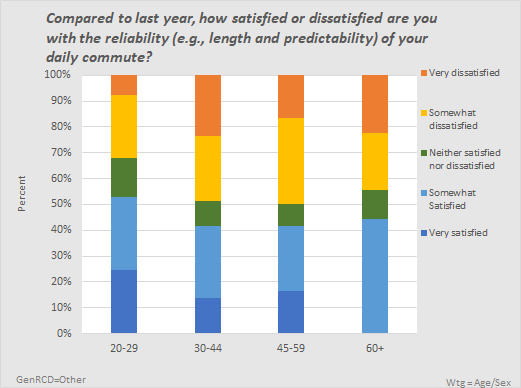 Compared to last year, how satisfied or dissatisfied are you
with the reliability (e.g., length and predictability) of your
daily commute?
100%
90%
80%
70%
60%
50%
40%
30%
20%
10%
0%
Percent
20-29
30-44
45-59
60+
Very dissatisfied
Somewhat
dissatisfied
Neither satisfied
nor dissatisfied
Somewhat
Satisfied
Very satisfied
GenRCD=Other
Wtg = Age/Sex